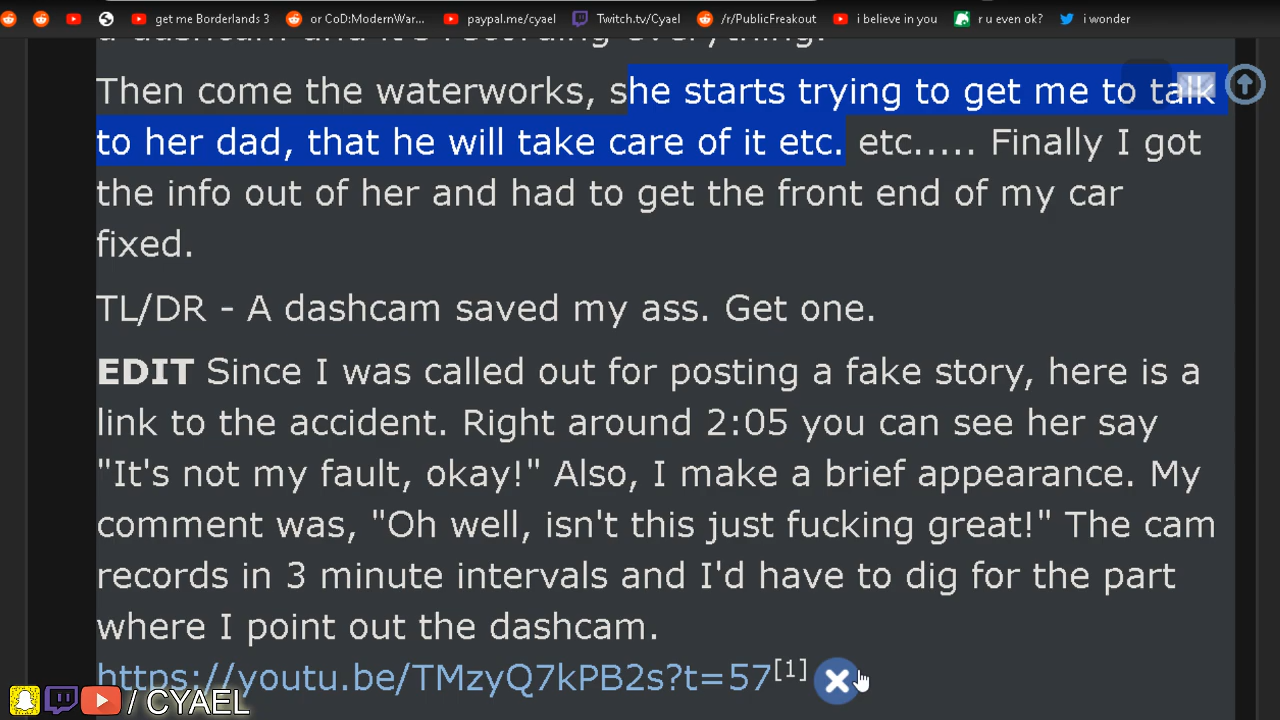 get me Borderlands 3 or CoD:ModernWar... paypal.me/cyael Twitch.tv/Cyael /r/PublicFreakout i believe in you r u even ok? i wonder
a dashcam and it's recording everything.
Then come the waterworks, she starts trying to get me to talk
to her dad, that he will take care of it etc. etc..... Finally I got
the info out of her and had to get the front end of my car
fixed.
TL/DR - A dashcam saved my ass. Get one.
EDIT Since I was called out for posting a fake story, here is a
link to the accident. Right around 2:05 you can see her say
"It's not my fault, okay!" Also, I make a brief appearance. My
comment was, "Oh well, isn't this just fucking great!" The cam
records in 3 minute intervals and I'd have to dig for the part
where I point out the dashcam.
https://youtu.be/TMzyQ7kPB2s?t=57[1]
/ CYAEL